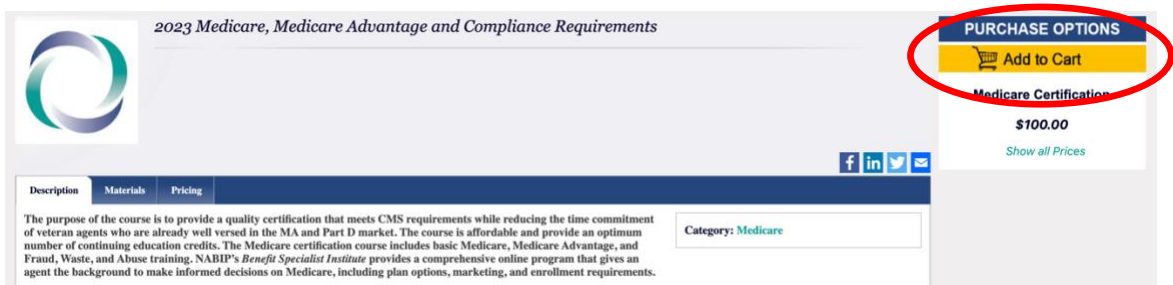 2023 Medicare, Medicare Advantage and Compliance Requirements
PURCHASE OPTIONS
Add to Cart
Medicare Certification
$100.00
Show all Prices
f in
Description Materials Pricing
The purpose of the course is to provide a quality certification that meets CMS requirements while reducing the time commitment
of veteran agents who are already well versed in the MA and Part D market. The course is affordable and provide an optimum
number of continuing education credits. The Medicare certification course includes basic Medicare, Medicare Advantage, and
Fraud, Waste, and Abuse training. NABIP's Benefit Specialist Institute provides a comprehensive online program that gives an
agent the background to make informed decisions on Medicare, including plan options, marketing, and enrollment requirements.
Category: Medicare